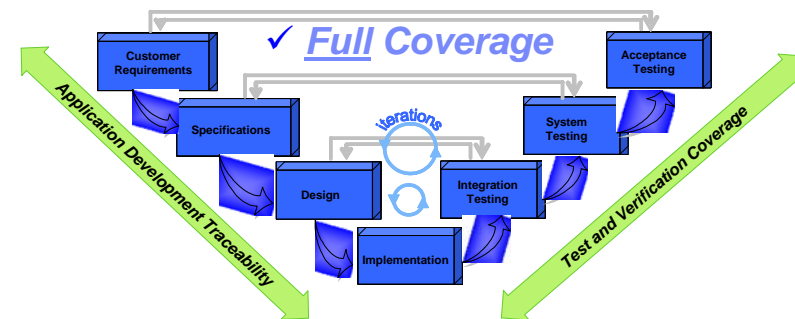 ✓ Full Coverage
Customer
Requirements
Acceptance
Testing
Specifications
System
Testing
iterations
Design
Integration
Testing
Implementation
Application Development Traceability
Test and Verification Coverage